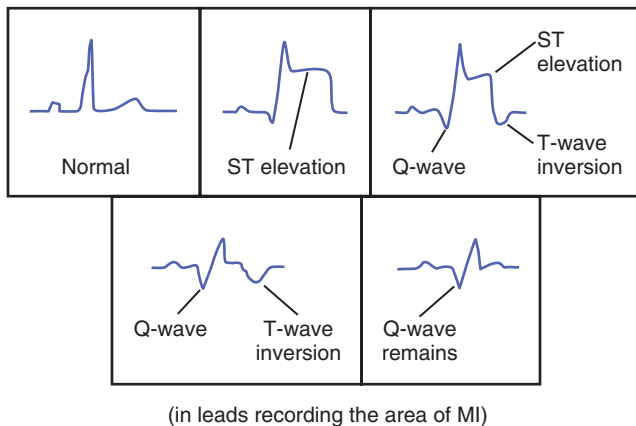 Normal
ST elevation
Q-wave
ST
elevation
T-wave
inversion
Q-wave
T-wave
inversion
Q-wave
remains
(in leads recording the area of MI)